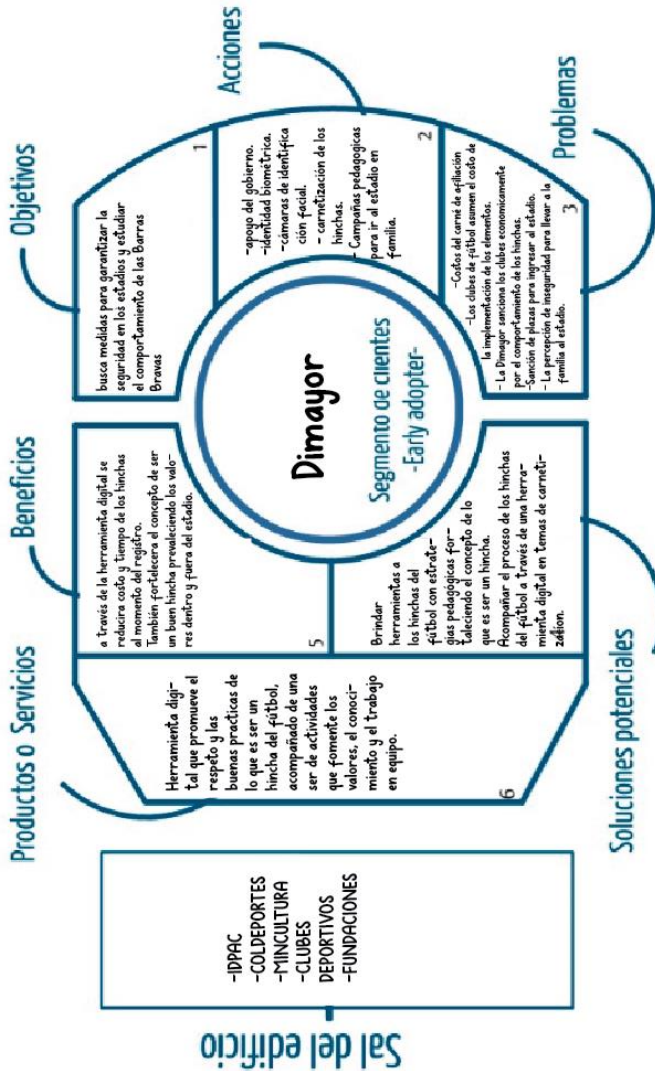 Sal del edificio
-IDPAC
-COLDEPORTES
-MINCULTURA
-CLUBES
DEPORTIVOS
-FUNDACIONES
Productos o Servicios
Herramienta digi-
tal que promueve el
respeto y las
buenas practicas de
lo que es ser un
hincha del fútbol,
acompañado de una
ser de actividades
que fomente los
valores, el conoci-
miento y el trabajo
en equipo.
6
Beneficios
a través de la herramienta digital se
reducira costo y tiempo de los hinchas
al momento del registro.
También fortelecera el concepto de ser
un buen hincha prevaleciendo los valo-
res dentro y fuera del estadio.
5
Brindar
herramientas a
los hinchas del
fútbol con estrate-
gias pedagógicas for-
taleciendo el concepto de lo
que es ser un hincha.
Acompañar el proceso de los hinchas
del fútbol a través de una herra-
mienta digital en temas de carneti-
Soluciones potenciales
Dimayor
Segmento de clientes
-Early adopter-
Objetivos
busca medidas para garantizar la
seguridad en los estadios y estudiar
el comportamiento de las Barras
Bravas
1
Acciones
-apoyo del gobierno.
-identidad biométrica.
-cámaras de identifica
ción facial.
- carnetización de los
hinchas.
- Campañas pedagogicas
para ir al estadio en
familia.
2
Problemas
-Costos del carné de afiliación
-Los clubes de fútbol asumen el costo de
la implementación de los elementos.
- La Dimayor sanciona los clubes economicamente
por el comportamiento de los hinchas.
-Sanción de plazas para ingresar al estadio.
- La percepción de inseguridad para llevar a la
familia al estadio.
3